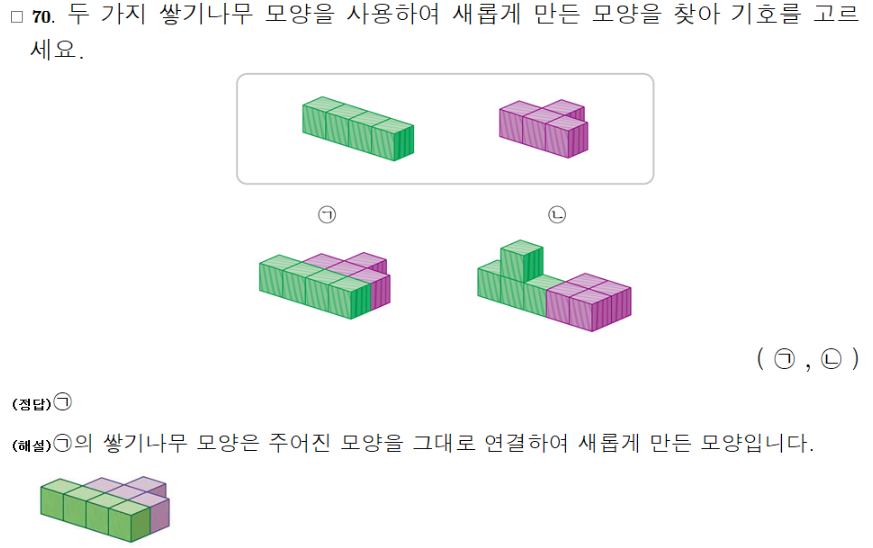 □ 70. 두 가지 쌓기나무 모양을 사용하여 새롭게 만든 모양을 찾아 기호를 고르
세요.
㉠ ㉡
( ㉠ , ㉡ )
(정답)㉠
(해설)㉠의 쌓기나무 모양은 주어진 모양을 그대로 연결하여 새롭게 만든 모양입니다.